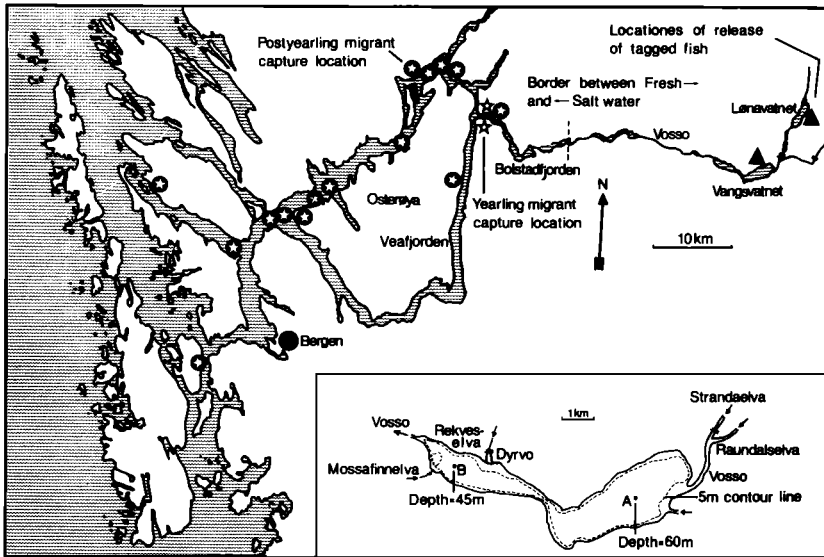 Postyearling migrant
capture location
Locationes of release
of tagged fish
Border between Fresh→
and ← Salt water
Lønavatnet
Vosso
Bolstadfjorden
Vangsvatnet
Yearling migrant
capture location
N
10km
Osterøya
Veafjorden
Bergen
1km
Strandaelva
Raundalselva
Vosso
Rekves-
elva
Dyrvo
Mossafinnelva
B
Depth=45m
Vosso
5m contour line
A
Depth=60m